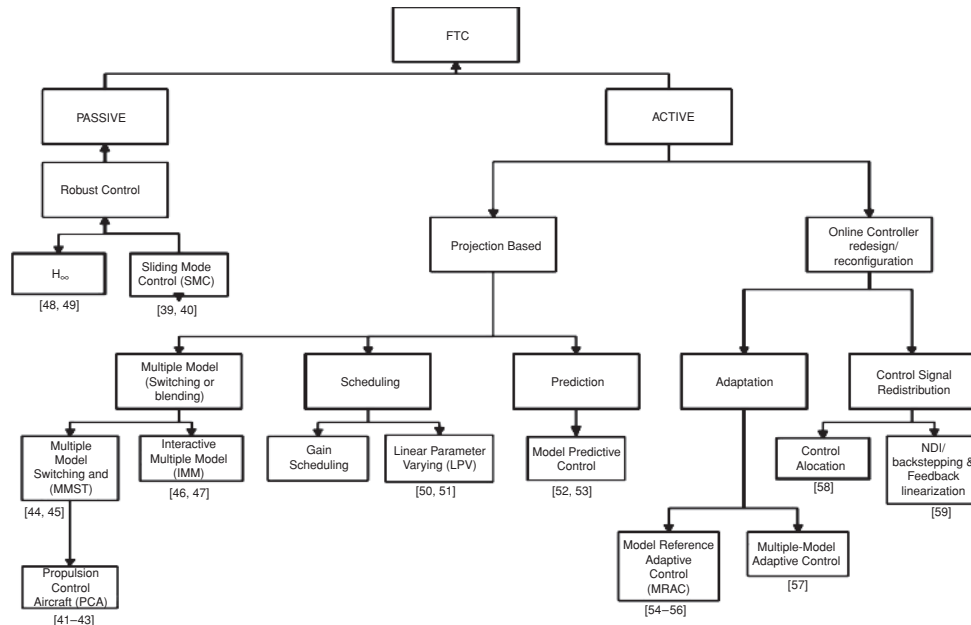 FTC
PASSIVE
ACTIVE
Robust Control
Projection Based
Online Controller
redesign/
reconfiguration
H∞
[48, 49]
Sliding Mode
Control (SMC)
[39, 40]
Multiple Model
(Switching or
blending)
Scheduling
Prediction
Adaptation
Control Signal
Redistribution
Multiple
Model
Switching and
(MMST)
[44, 45]
Interactive
Multiple Model
(IMM)
[46, 47]
Gain
Scheduling
Linear Parameter
Varying (LPV)
[50, 51]
Model Predictive
Control
[52, 53]
Control
Alocation
[58]
NDI/
backstepping &
Feedback
linearization
[59]
Propulsion
Control
Aircraft (PCA)
[41–43]
Model Reference
Adaptive
Control
(MRAC)
[54–56]
Multiple-Model
Adaptive Control
[57]